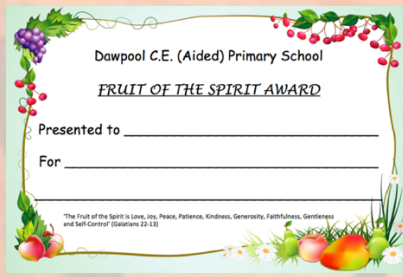 Dawpool C.E. (Aided) Primary School
FRUIT OF THE SPIRIT AWARD
Presented to
For
'The Fruit of the Spirit is Love, Joy, Peace, Patience, Kindness, Generosity, Faithfulness, Gentleness
and Self-Control' (Galatians 22-13)